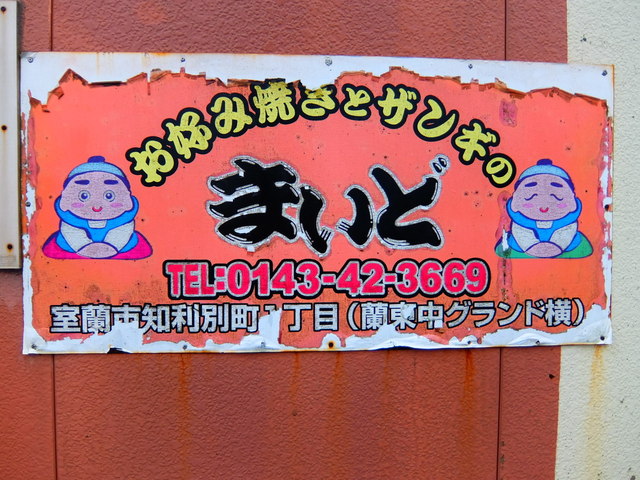 お好み焼きとザンギの
まいど
TEL:0143-42-3669
室蘭市知利別町1丁目(蘭東中グランド横)